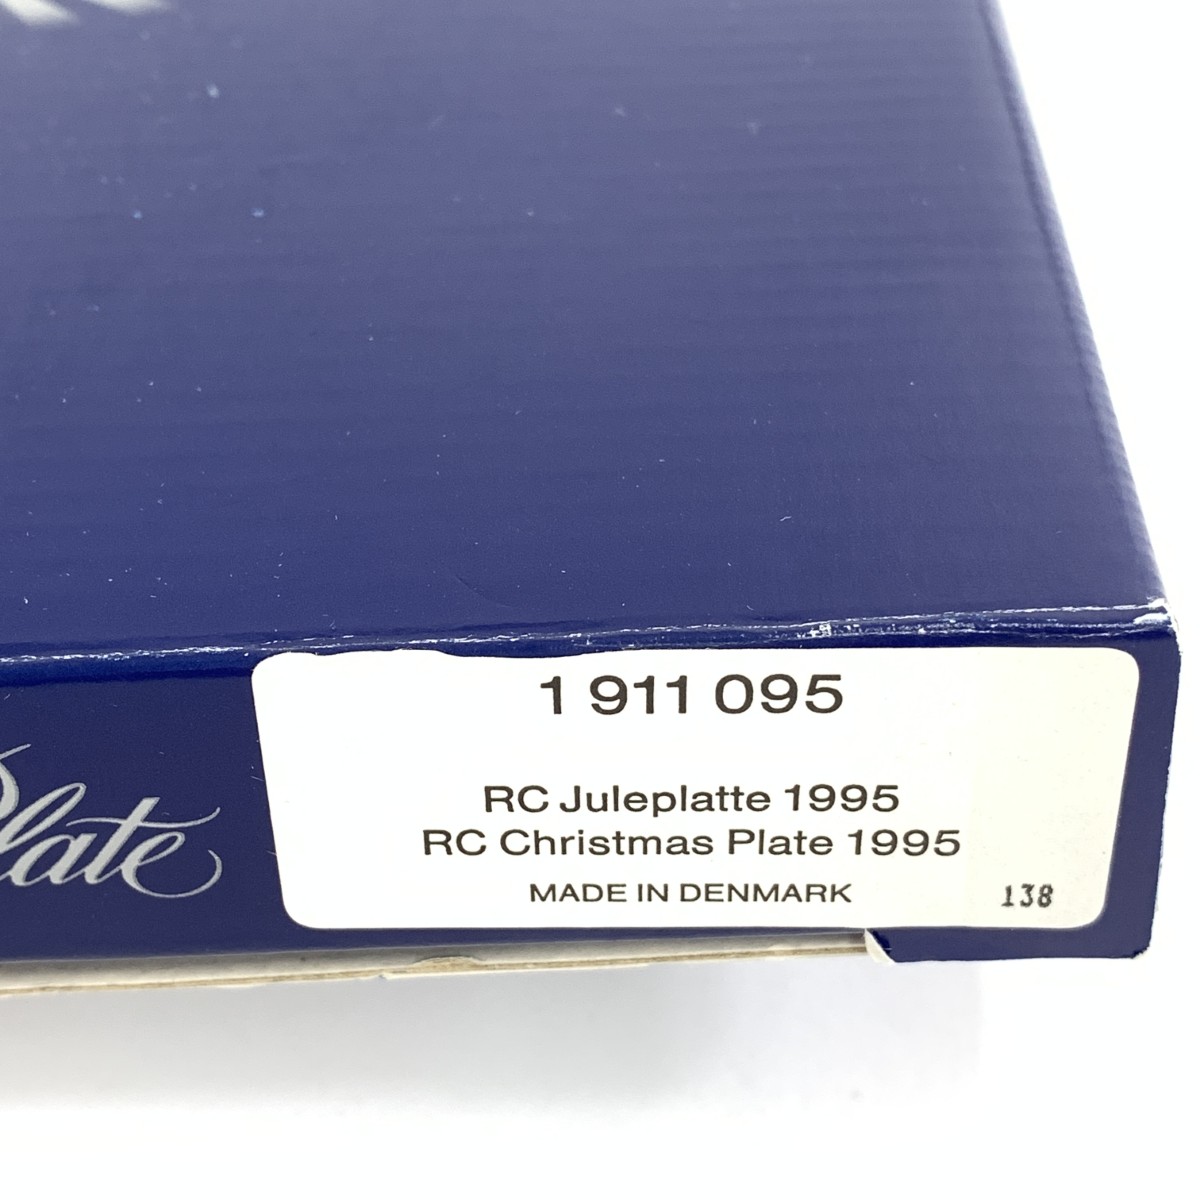 Plate
1 911 095
RC Juleplatte 1995
RC Christmas Plate 1995
MADE IN DENMARK
138